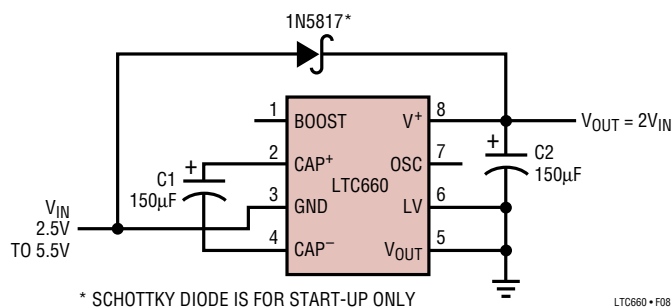 1N5817*
1 BOOST V+ 8
2 CAP+ OSC 7
3 GND LV 6
4 CAP− VOUT 5
LTC660
+
C1
150µF
+
C2
150µF
VIN
2.5V
TO 5.5V
VOUT = 2VIN
* SCHOTTKY DIODE IS FOR START-UP ONLY
LTC660 • F08